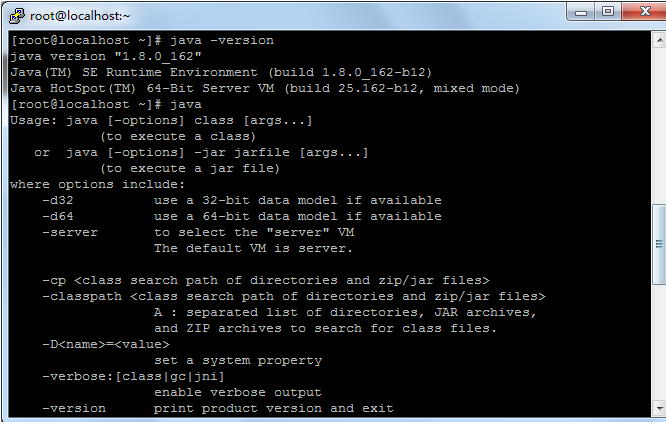 root@localhost:~
[root@localhost ~]# java -version
java version "1.8.0_162"
Java(TM) SE Runtime Environment (build 1.8.0_162-b12)
Java HotSpot(TM) 64-Bit Server VM (build 25.162-b12, mixed mode)
[root@localhost ~]# java
Usage: java [-options] class [args...]
           (to execute a class)
   or  java [-options] -jar jarfile [args...]
           (to execute a jar file)
where options include:
    -d32          use a 32-bit data model if available
    -d64          use a 64-bit data model if available
    -server       to select the "server" VM
                  The default VM is server.

    -cp <class search path of directories and zip/jar files>
    -classpath <class search path of directories and zip/jar files>
                  A : separated list of directories, JAR archives,
                  and ZIP archives to search for class files.
    -D<name>=<value>
                  set a system property
    -verbose:[class|gc|jni]
                  enable verbose output
    -version      print product version and exit